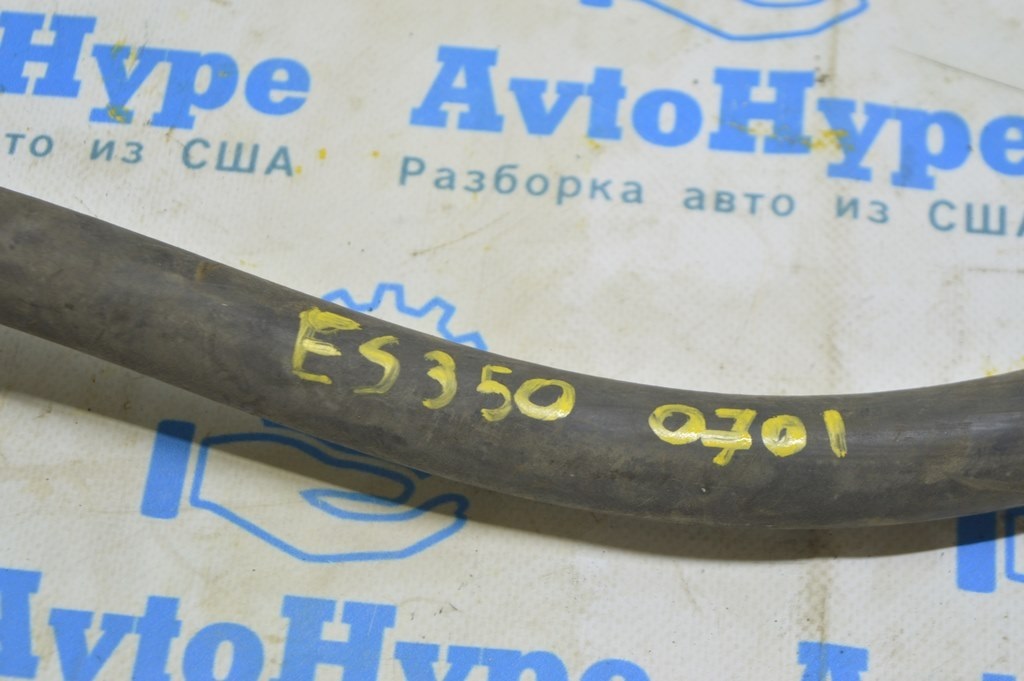 Hype AvtoHype
то из США Разборка авто из США
ES350 0701
AvtoHype